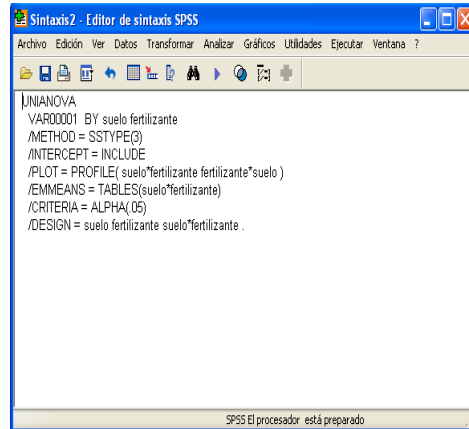 Sintaxis2 - Editor de sintaxis SPSS
Archivo Edición Ver Datos Transformar Analizar Gráficos Utilidades Ejecutar Ventana ?
UNIANOVA
VAR00001 BY suelo fertilizante
/METHOD = SSTYPE(3)
/INTERCEPT = INCLUDE
/PLOT = PROFILE( suelo*fertilizante fertilizante*suelo )
/EMMEANS = TABLES(suelo*fertilizante)
/CRITERIA = ALPHA(.05)
/DESIGN = suelo fertilizante suelo*fertilizante .
SPSS El procesador está preparado